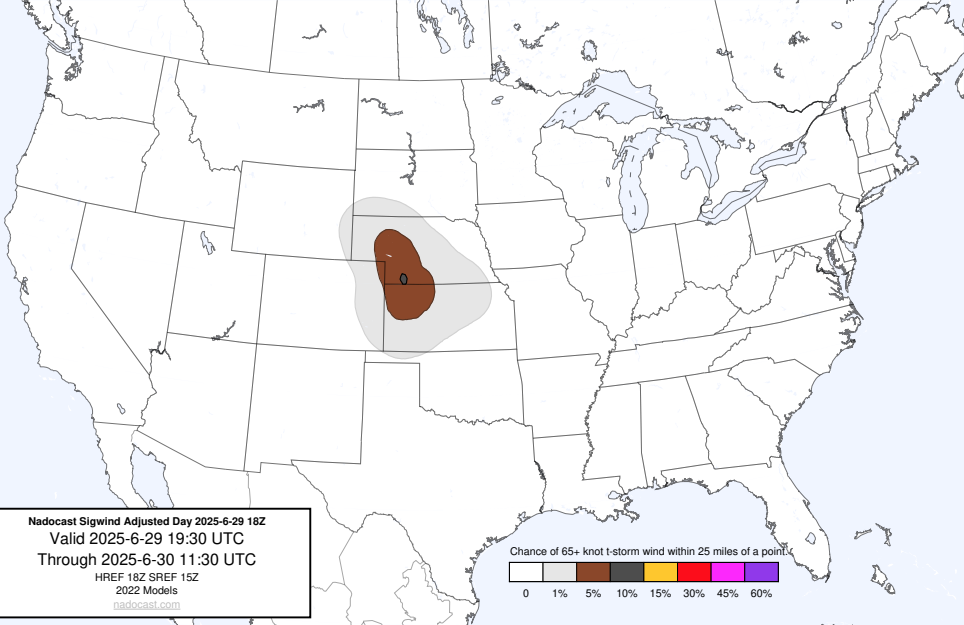 Nadocast Sigwind Adjusted Day 2025-6-29 18Z
Valid 2025-6-29 19:30 UTC
Through 2025-6-30 11:30 UTC
HREF 18Z SREF 15Z
2022 Models
nadocast.com
Chance of 65+ knot t-storm wind within 25 miles of a point.
0 1% 5% 10% 15% 30% 45% 60%